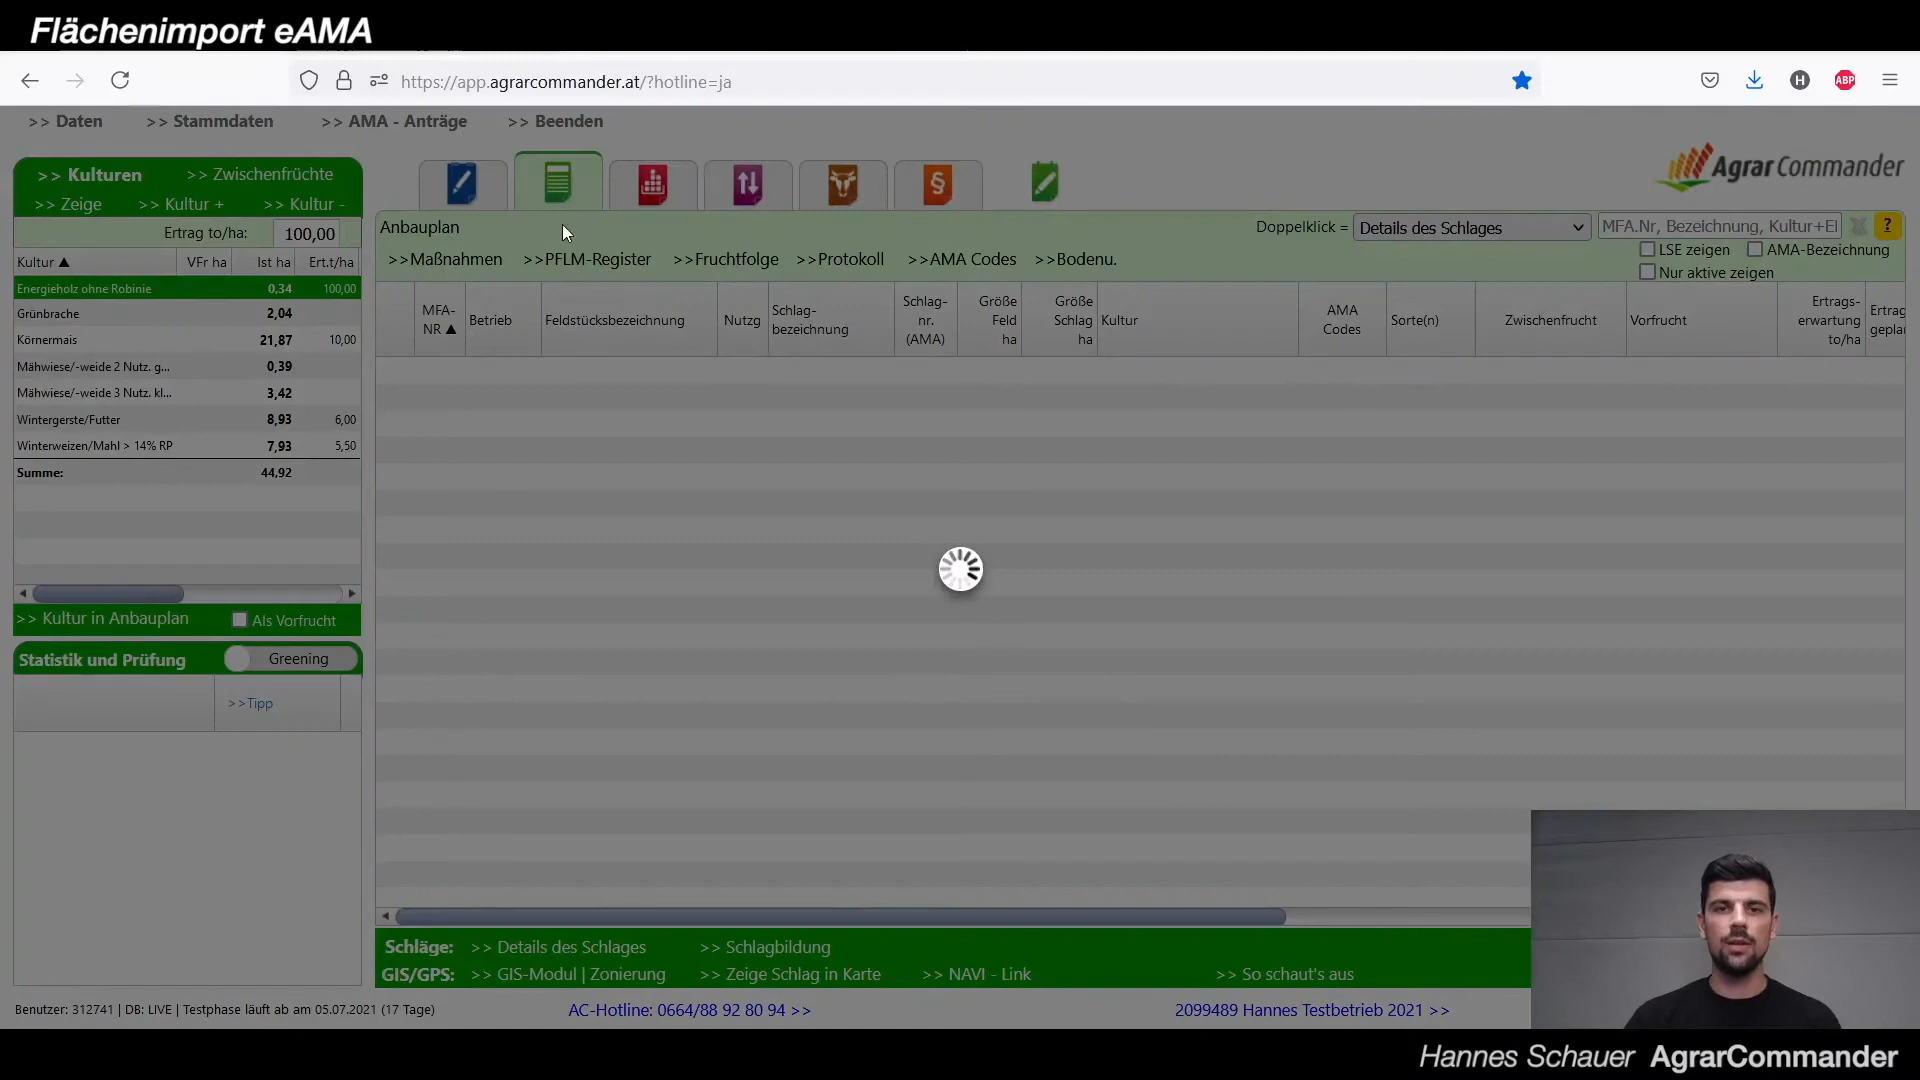 Flächenimport eAMA
https://app.agrarcommander.at/?hotline=ja
H
ABP
>> Daten >> Stammdaten >> AMA - Anträge >> Beenden
>> Kulturen >> Zwischenfrüchte
>> Zeige >> Kultur + >> Kultur -
Ertrag to/ha: 100,00
Kultur ▲ VFr ha Ist ha Ert.t/ha
Energieholz ohne Robinie 0,34 100,00
Grünbrache 2,04
Körnermais 21,87 10,00
Mähwiese/-weide 2 Nutz. g... 0,39
Mähwiese/-weide 3 Nutz. kl... 3,42
Wintergerste/Futter 8,93 6,00
Winterweizen/Mahl > 14% RP 7,93 5,50
Summe: 44,92
>> Kultur in Anbauplan Als Vorfrucht
Statistik und Prüfung Greening
>>Tipp
§
AgrarCommander
Anbauplan Doppelklick = Details des Schlages MFA.Nr, Bezeichnung, Kultur+El ?
LSE zeigen AMA-Bezeichnung
>>Maßnahmen >>PFLM-Register >>Fruchtfolge >>Protokoll >>AMA Codes >>Bodenu.
Nur aktive zeigen
MFA-NR ▲ Betrieb Feldstücksbezeichnung Nutzg Schlag-bezeichnung Schlag-nr. (AMA) Größe Feld ha Größe Schlag ha Kultur AMA Codes Sorte(n) Zwischenfrucht Vorfrucht Ertrags-erwartung to/ha Ertrag gepla
Schläge: >> Details des Schlages >> Schlagbildung
GIS/GPS: >> GIS-Modul | Zonierung >> Zeige Schlag in Karte >> NAVI - Link >> So schaut's aus
Benutzer: 312741 | DB: LIVE | Testphase läuft ab am 05.07.2021 (17 Tage) AC-Hotline: 0664/88 92 80 94 >> 2099489 Hannes Testbetrieb 2021 >>
Hannes Schauer AgrarCommander